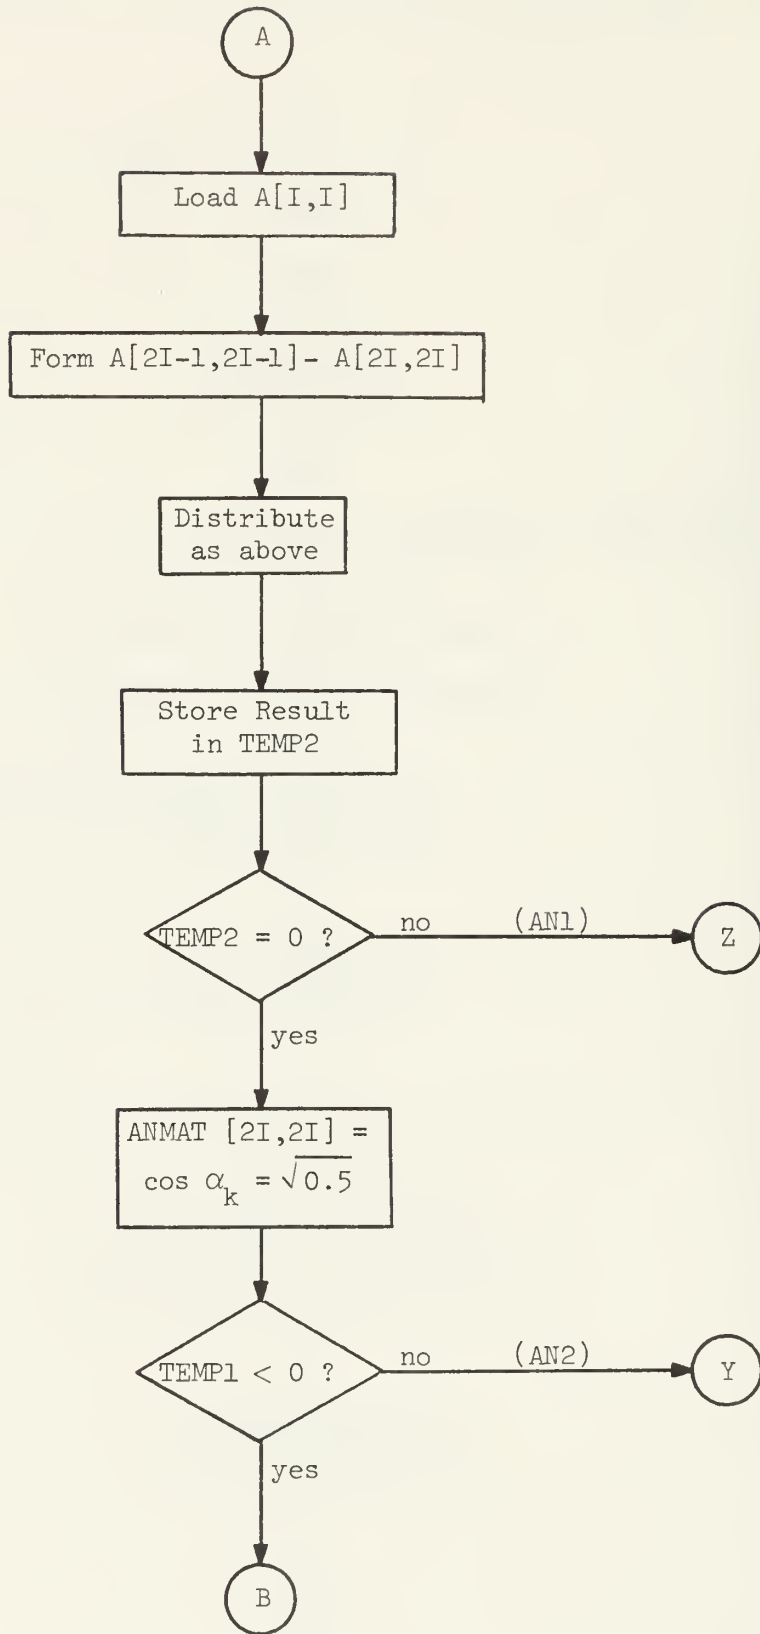 A
Load A[I,I]
Form A[2I-1,2I-1]- A[2I,2I]
Distribute
as above
Store Result
in TEMP2
TEMP2 = 0 ?
no
(AN1)
Z
yes
ANMAT [2I,2I] =
cos αk = √0.5
TEMP1 < 0 ?
no
(AN2)
Y
yes
B